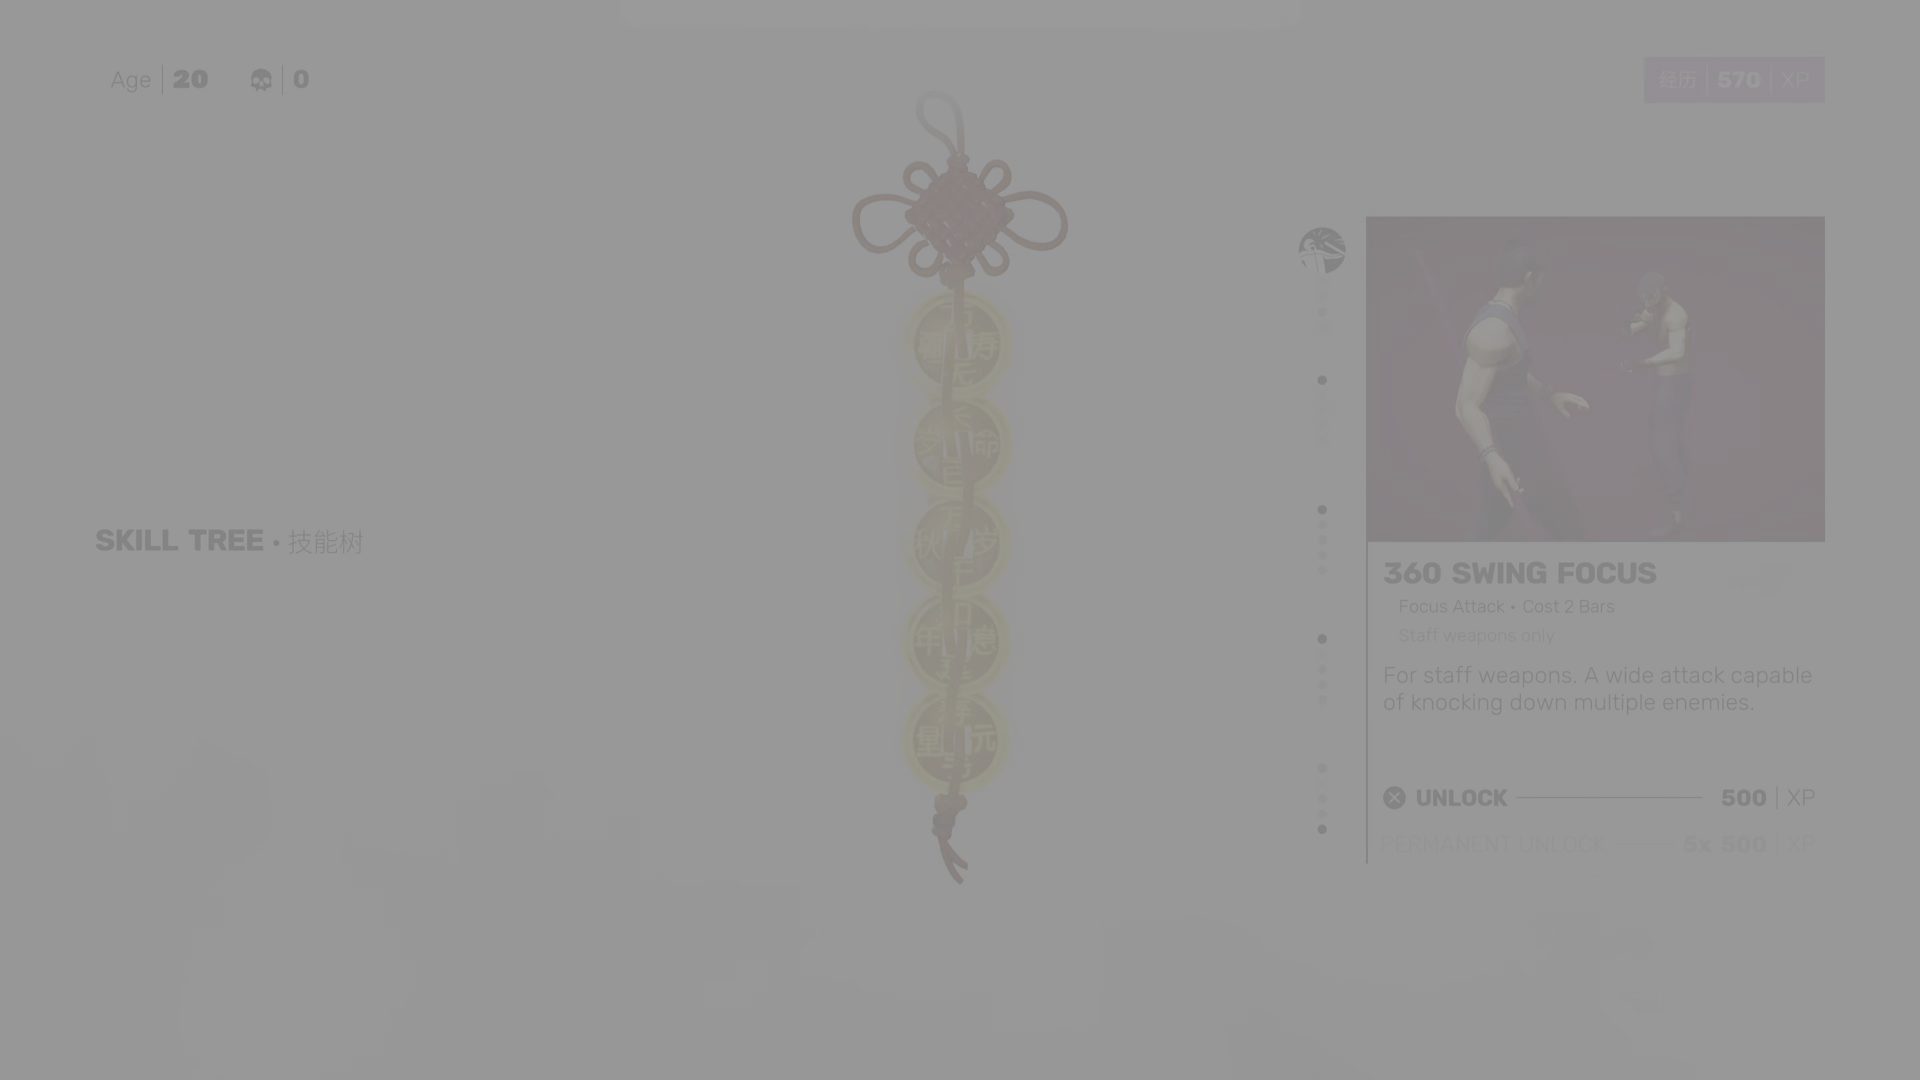 Age 20 0
经历 570 XP
SKILL TREE • 技能树
360 SWING FOCUS
Focus Attack • Cost 2 Bars
Staff weapons only
For staff weapons. A wide attack capable
of knocking down multiple enemies.
UNLOCK 500 XP
PERMANENT UNLOCK 5x 500 XP